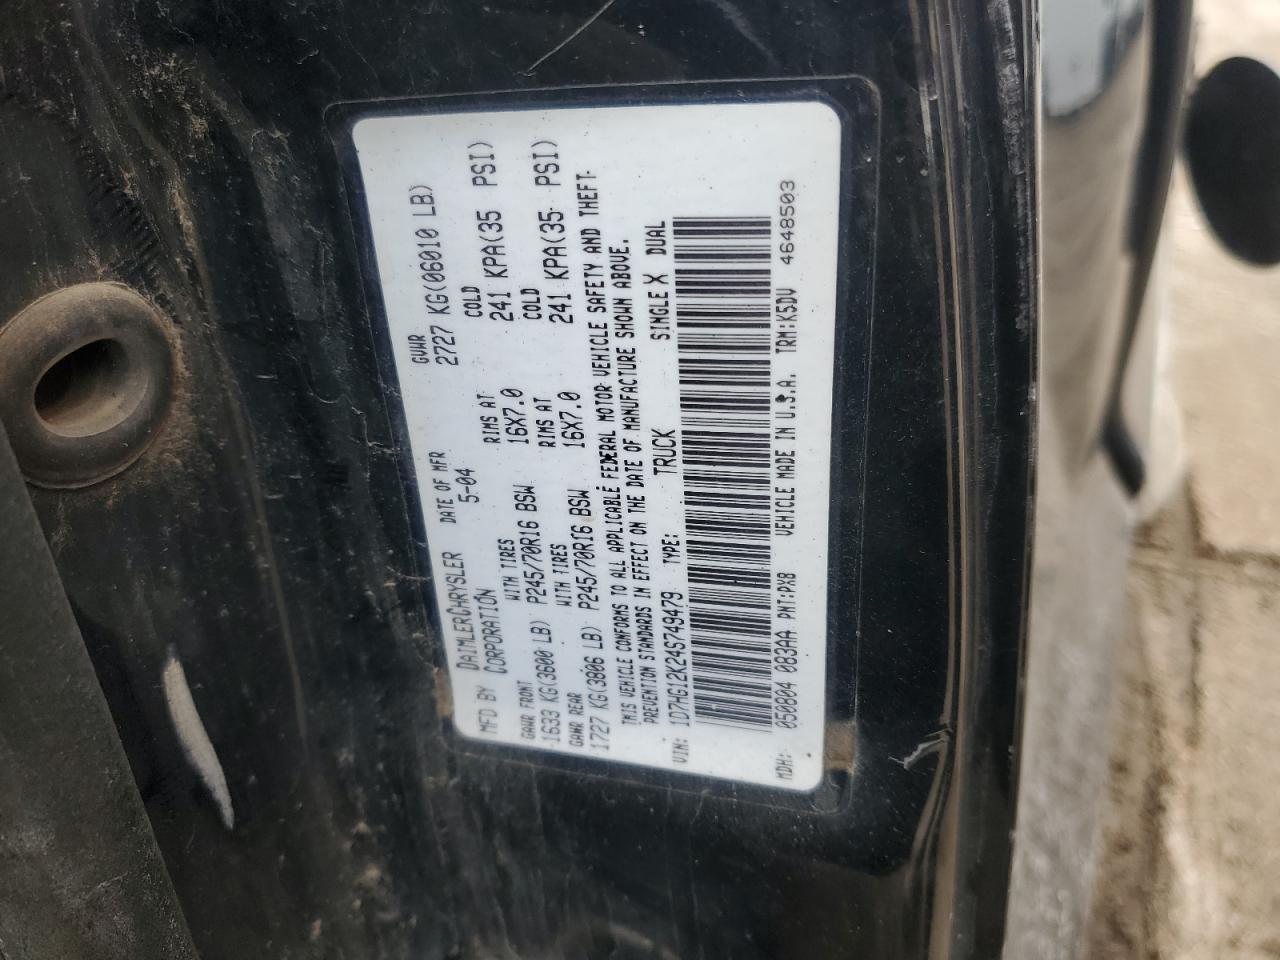 MFD BY DAIMLERCHRYSLER CORPORATION DATE OF MFR 5-04 GVWR 2727 KG(06010 LB)
GAWR FRONT WITH TIRES RIMS AT COLD
1633 KG(3600 LB) P245/70R16 BSW 16X7.0 241 KPA(35 PSI)
GAWR REAR WITH TIRES RIMS AT COLD
1727 KG(3806 LB) P245/70R16 BSW 16X7.0 241 KPA(35 PSI)
THIS VEHICLE CONFORMS TO ALL APPLICABLE FEDERAL MOTOR VEHICLE SAFETY AND THEFT
PREVENTION STANDARDS IN EFFECT ON THE DATE OF MANUFACTURE SHOWN ABOVE.
VIN: 1D7HG12K24S749479 TYPE: TRUCK SINGLE X DUAL
MDH: 050804 083AA PNT:PX8 VEHICLE MADE IN U.S.A. TRM:K5DV 4648503